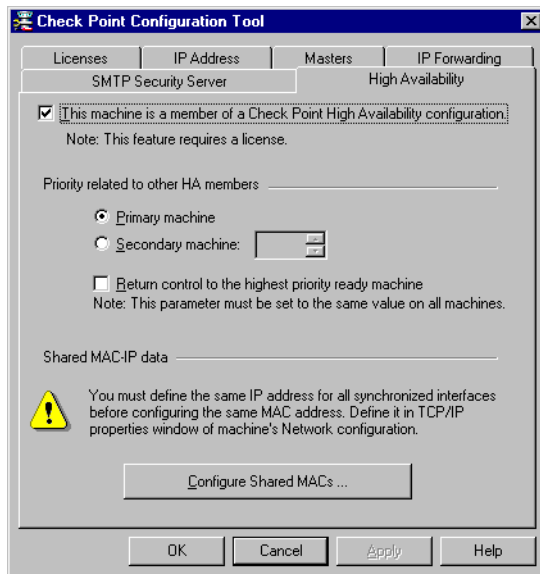 Check Point Configuration Tool
Licenses
IP Address
Masters
IP Forwarding
SMTP Security Server
High Availability
This machine is a member of a Check Point High Availability configuration.
Note: This feature requires a license.
Priority related to other HA members
Primary machine
Secondary machine:
Return control to the highest priority ready machine
Note: This parameter must be set to the same value on all machines.
Shared MAC-IP data
You must define the same IP address for all synchronized interfaces
before configuring the same MAC address. Define it in TCP/IP
properties window of machine's Network configuration.
Configure Shared MACs ...
OK
Cancel
Apply
Help